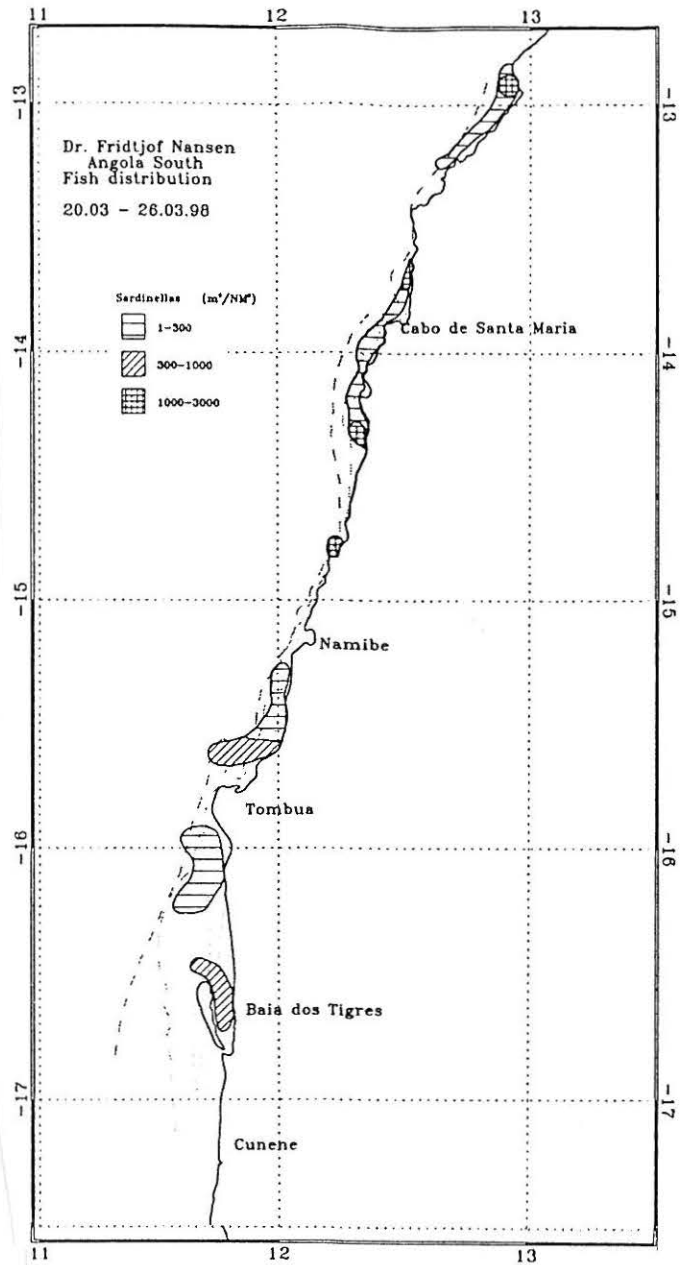 11 12 13
-13 -13
Dr. Fridtjof Nansen
Angola South
Fish distribution
20.03 - 26.03.98
Sardinellas (m²/NM²)
1-300
Cabo de Santa Maria
-14 -14
300-1000
1000-3000
-15 -15
Namibe
Tombua
-16 -16
Baia dos Tigres
-17 -17
Cunene
11 12 13